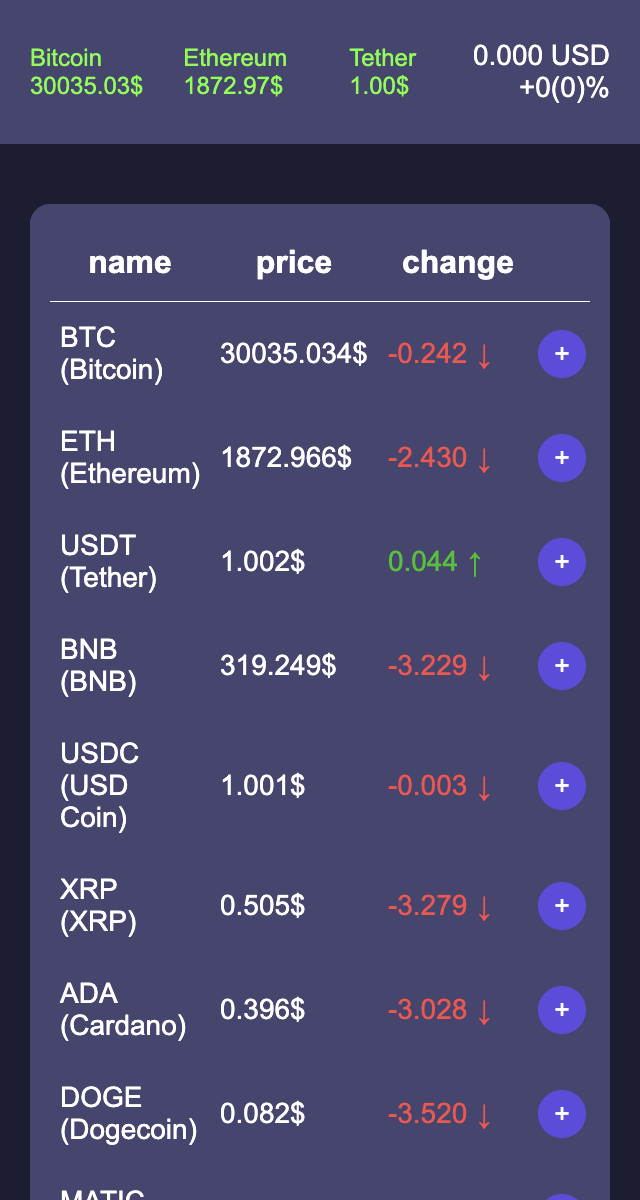 Bitcoin
30035.03$
Ethereum
1872.97$
Tether
1.00$
0.000 USD
+0(0)%
name price change
BTC
(Bitcoin)
30035.034$ -0.242 ↓ +
ETH
(Ethereum)
1872.966$ -2.430 ↓ +
USDT
(Tether)
1.002$ 0.044 ↑ +
BNB
(BNB)
319.249$ -3.229 ↓ +
USDC
(USD
Coin)
1.001$ -0.003 ↓ +
XRP
(XRP)
0.505$ -3.279 ↓ +
ADA
(Cardano)
0.396$ -3.028 ↓ +
DOGE
(Dogecoin)
0.082$ -3.520 ↓ +
MATIC